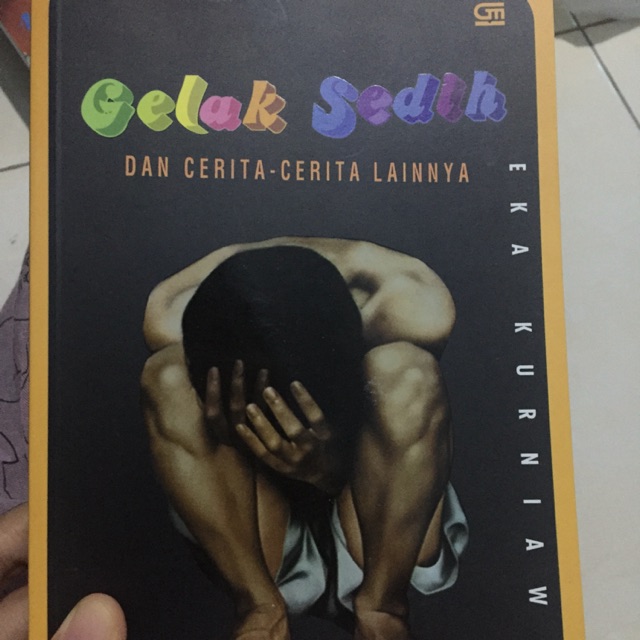 Gelak Sedih
DAN CERITA-CERITA LAINNYA
EKA KURNIAW